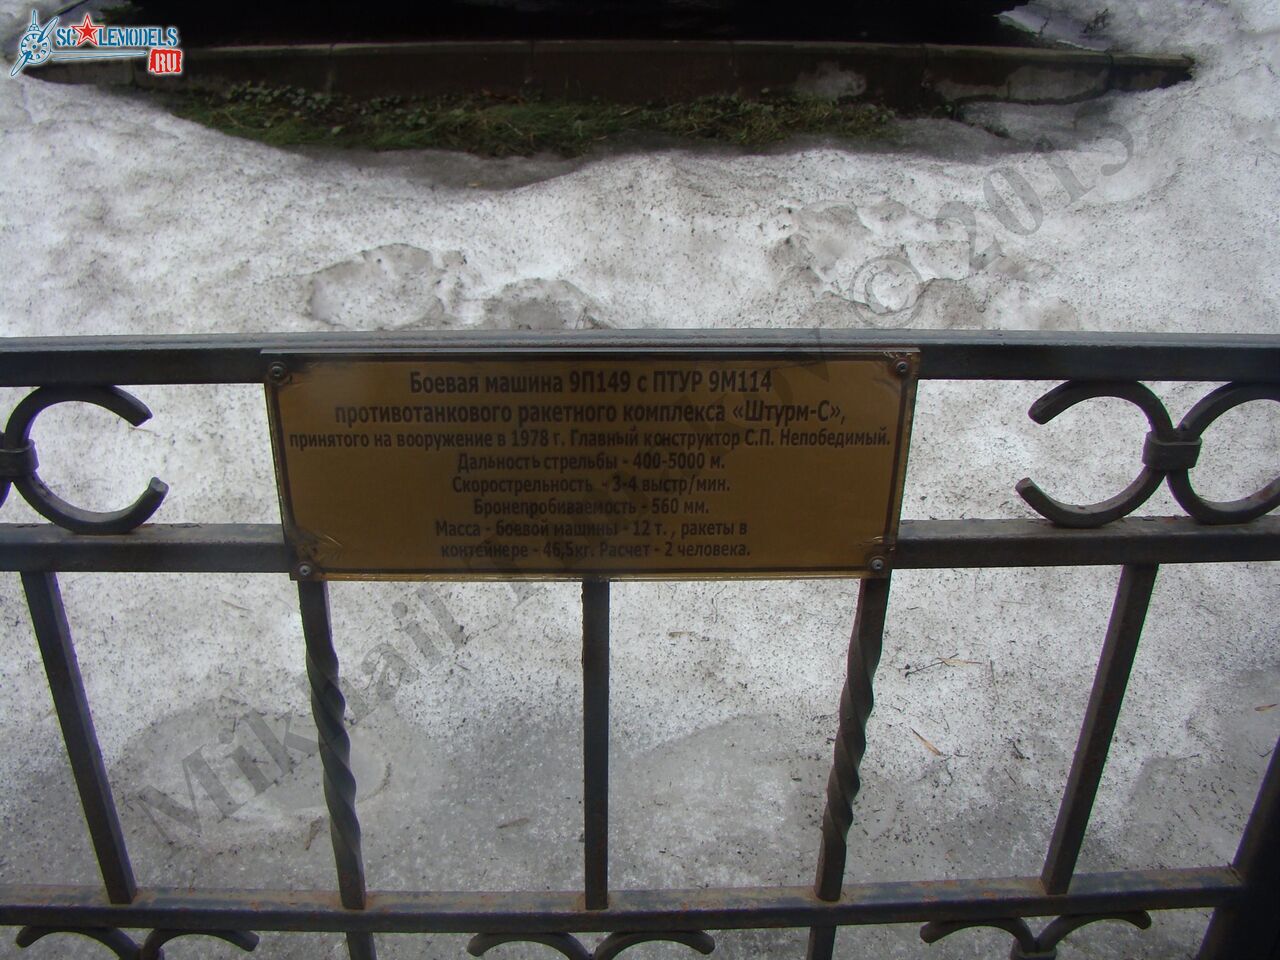 SCALEMODELS
RU
Боевая машина 9П149 с ПТУР 9М114
противотанкового ракетного комплекса «Штурм-С»,
принятого на вооружение в 1978 г. Главный конструктор С.П. Непобедимый.
Дальность стрельбы - 400-5000 м.
Скорострельность - 3-4 выстр/мин.
Бронепробиваемость - 560 мм.
Масса - боевой машины - 12 т. , ракеты в
контейнере - 46,5кг. Расчет - 2 человека.
Mikhail © 2013